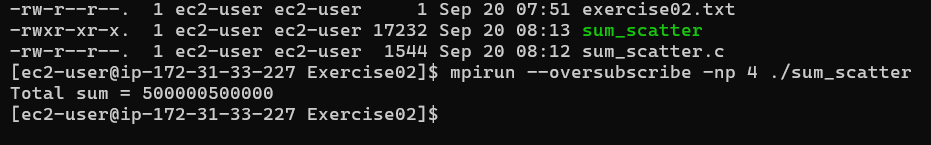 -rw-r--r--. 1 ec2-user ec2-user     1 Sep 20 07:51 exercise02.txt
-rwxr-xr-x. 1 ec2-user ec2-user 17232 Sep 20 08:13 sum_scatter
-rw-r--r--. 1 ec2-user ec2-user  1544 Sep 20 08:12 sum_scatter.c
[ec2-user@ip-172-31-33-227 Exercise02]$ mpirun --oversubscribe -np 4 ./sum_scatter
Total sum = 500000500000
[ec2-user@ip-172-31-33-227 Exercise02]$